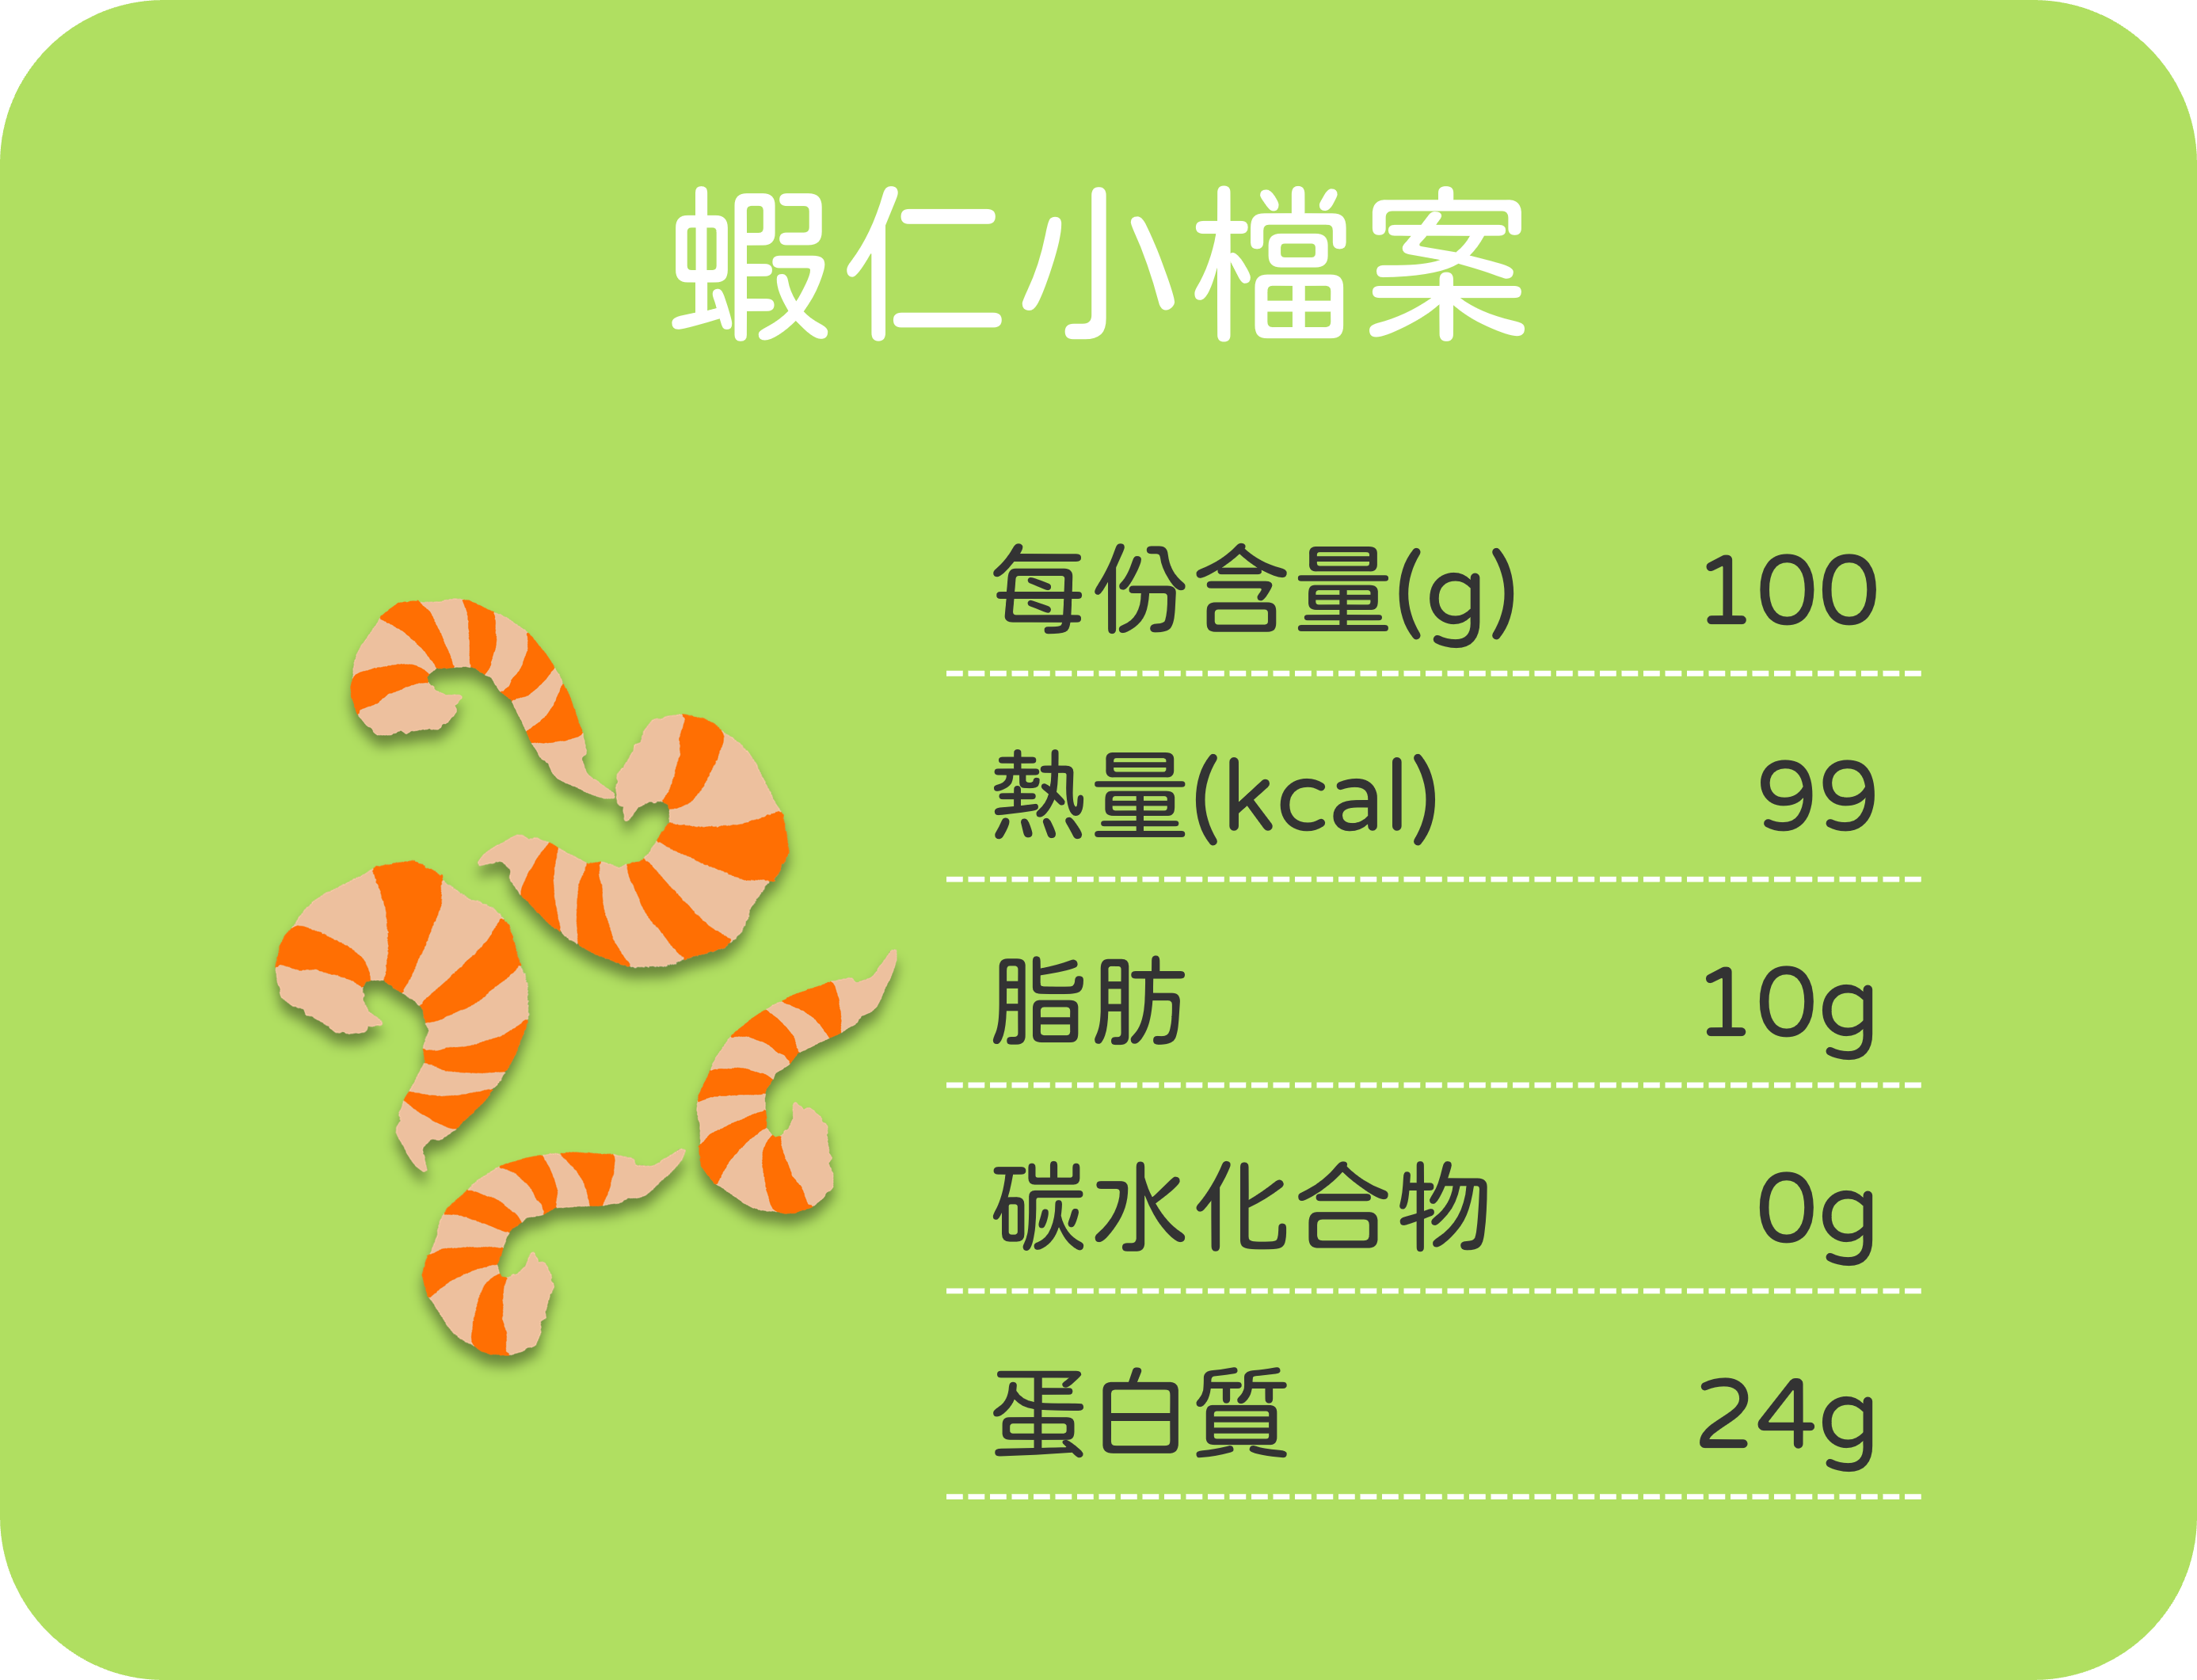 蝦仁小檔案
每份含量(g) 100
熱量(kcal) 99
脂肪 10g
碳水化合物 0g
蛋白質 24g